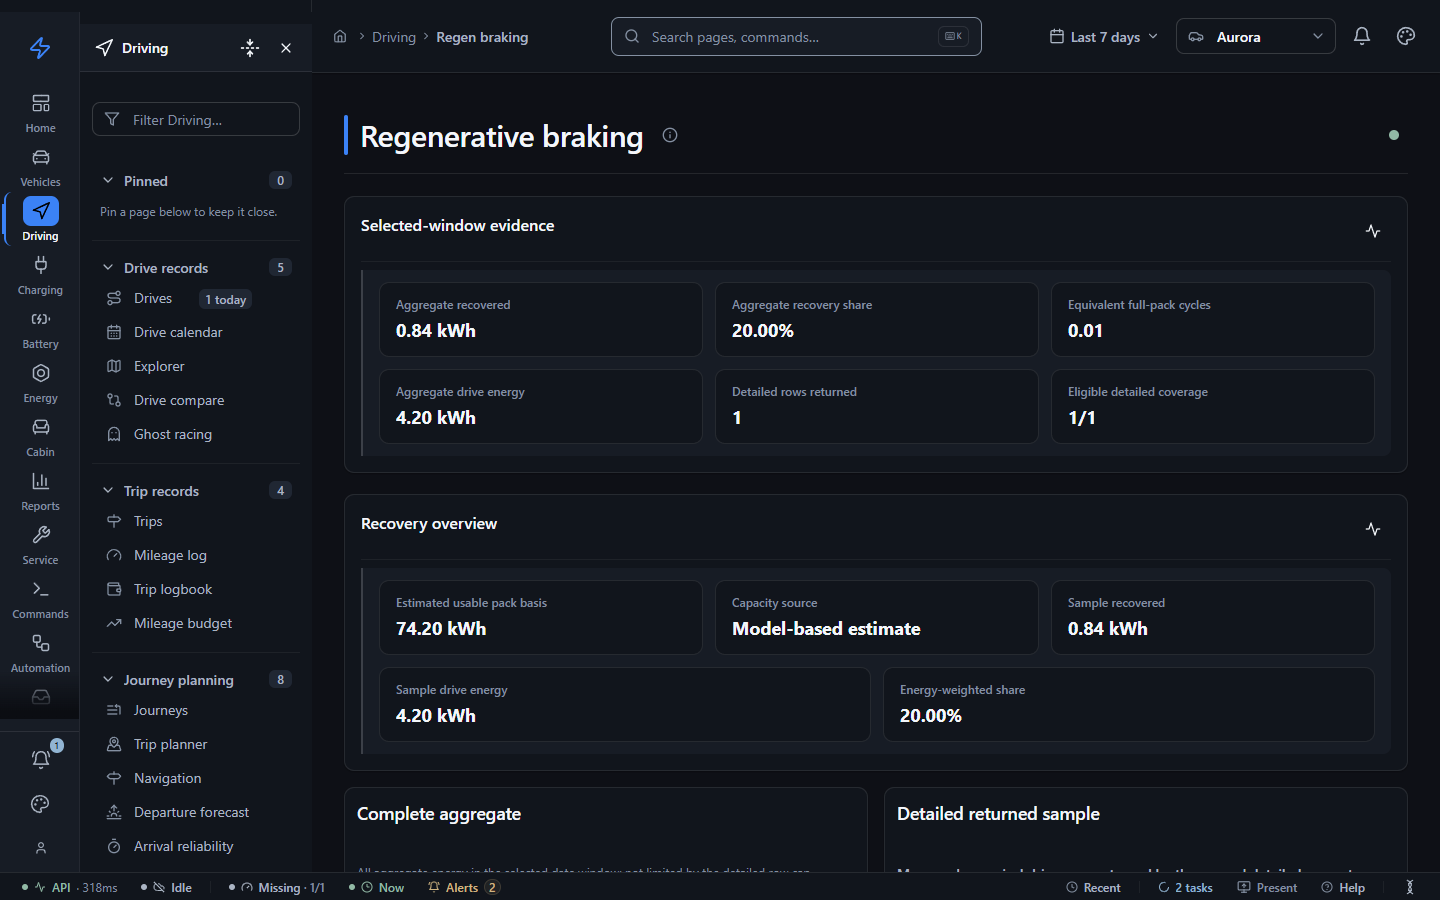 Driving
Driving
Regen braking
Search pages, commands...
K
Last 7 days
Aurora
Home
Vehicles
Driving
Charging
Battery
Energy
Cabin
Reports
Service
Commands
Automation
1
Filter Driving...
Pinned 0
Pin a page below to keep it close.
Drive records 5
Drives 1 today
Drive calendar
Explorer
Drive compare
Ghost racing
Trip records 4
Trips
Mileage log
Trip logbook
Mileage budget
Journey planning 8
Journeys
Trip planner
Navigation
Departure forecast
Arrival reliability
Regenerative braking
Selected-window evidence
Aggregate recovered
0.84 kWh
Aggregate recovery share
20.00%
Equivalent full-pack cycles
0.01
Aggregate drive energy
4.20 kWh
Detailed rows returned
1
Eligible detailed coverage
1/1
Recovery overview
Estimated usable pack basis
74.20 kWh
Capacity source
Model-based estimate
Sample recovered
0.84 kWh
Sample drive energy
4.20 kWh
Energy-weighted share
20.00%
Complete aggregate
Detailed returned sample
API · 318ms
Idle
Missing · 1/1
Now
Alerts 2
Recent
2 tasks
Present
Help